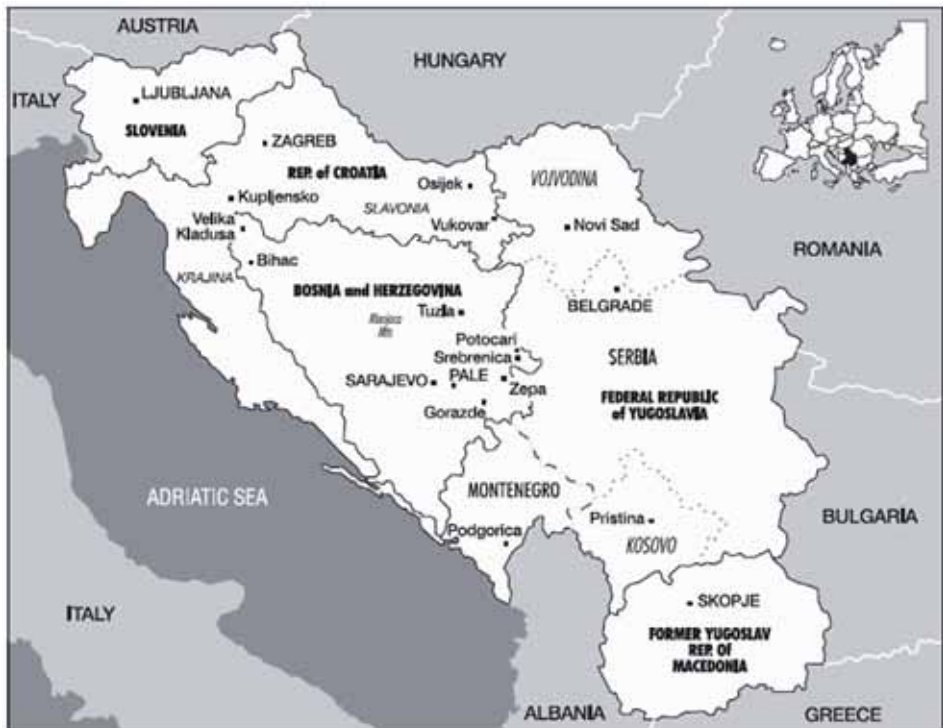 AUSTRIA
HUNGARY
ITALY
LJUBLJANA
SLOVENIA
ZAGREB
REP. of CROATIA
Osijek
VOJVODINA
Kupljensko
SLAVONIA
Velika
Kladusa
Vukovar
Novi Sad
ROMANIA
Bihac
KRAJINA
BOSNIA and HERZEGOVINA
BELGRADE
Tuzla
Mts
Potocari
Srebrenica
SERBIA
SARAJEVO
PALE
Zepa
Gorazde
FEDERAL REPUBLIC
of YUGOSLAVIA
ADRIATIC SEA
MONTENEGRO
Pristina
BULGARIA
Podgorica
KOSOVO
ITALY
SKOPJE
FORMER YUGOSLAV
REP. Of
MACEDONIA
ALBANIA
GREECE